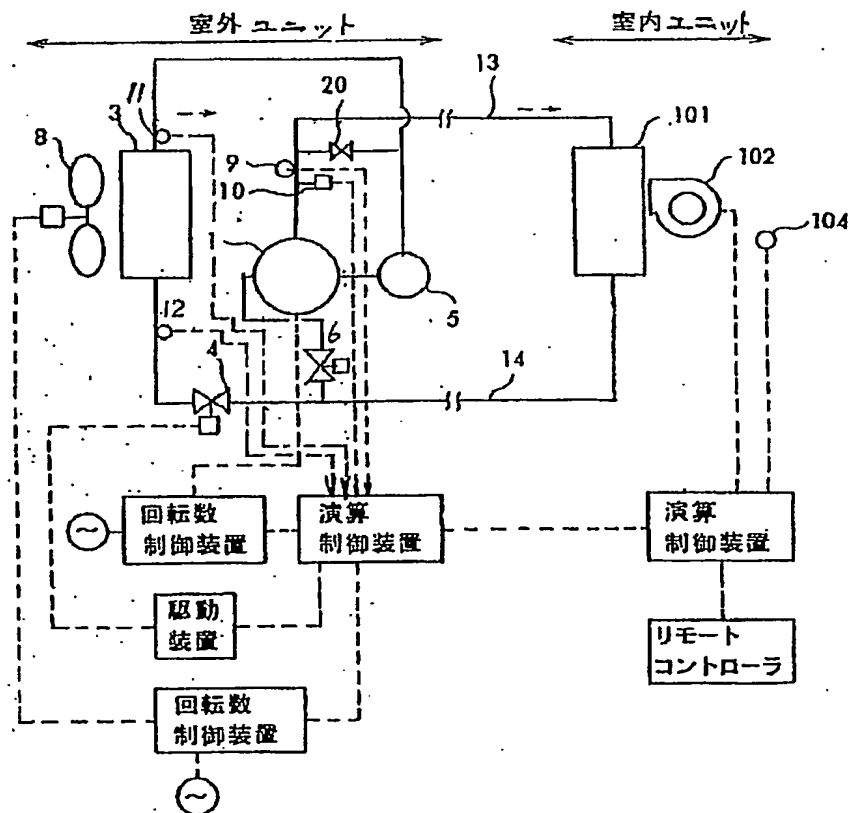 室外ユニット
室内ユニット
13
11
3
8
20
101
9
10
102
104
5
12
6
4
14
回転数
制御装置
演算
制御装置
演算
制御装置
駆動
装置
リモート
コントローラ
回転数
制御装置